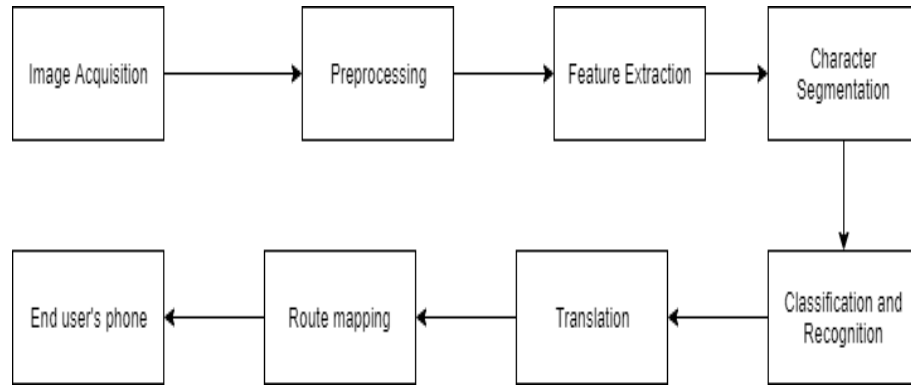 Image Acquisition
Preprocessing
Feature Extraction
Character
Segmentation
Classification and
Recognition
Translation
Route mapping
End user's phone